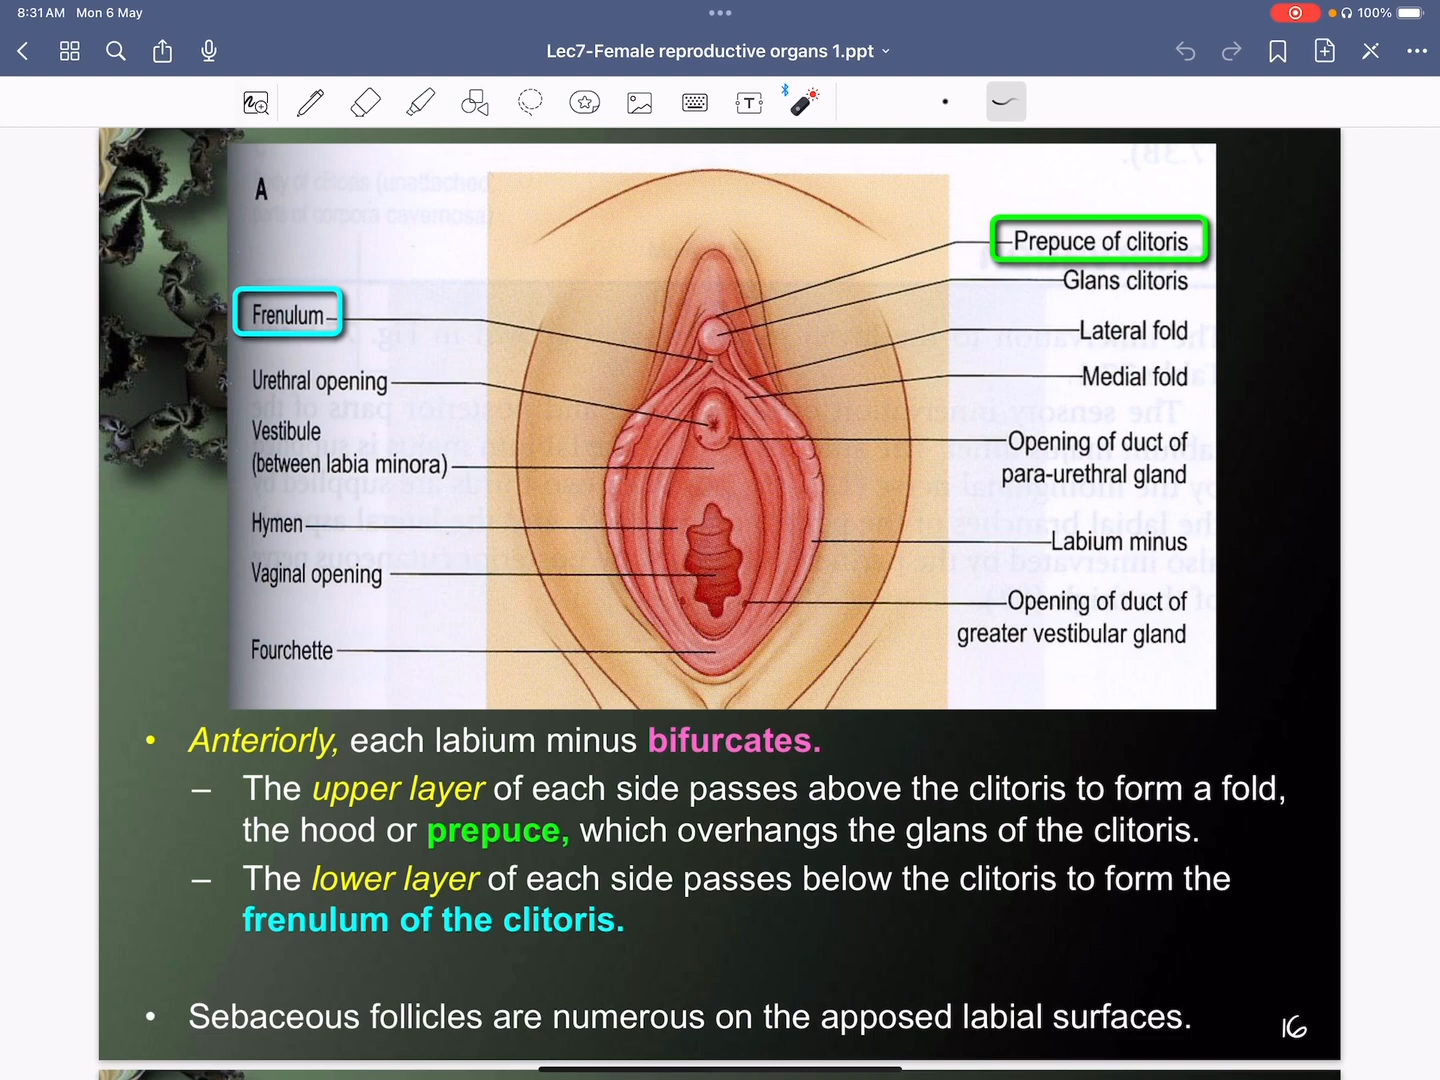 8:31 AM Mon 6 May
100%
Lec7-Female reproductive organs 1.ppt
T
A
Prepuce of clitoris
Glans clitoris
Frenulum
Lateral fold
Urethral opening
Medial fold
Vestibule
(between labia minora)
Opening of duct of
para-urethral gland
Hymen
Labium minus
Vaginal opening
Opening of duct of
greater vestibular gland
Fourchette
• Anteriorly, each labium minus bifurcates.
– The upper layer of each side passes above the clitoris to form a fold,
the hood or prepuce, which overhangs the glans of the clitoris.
– The lower layer of each side passes below the clitoris to form the
frenulum of the clitoris.
• Sebaceous follicles are numerous on the apposed labial surfaces.
16